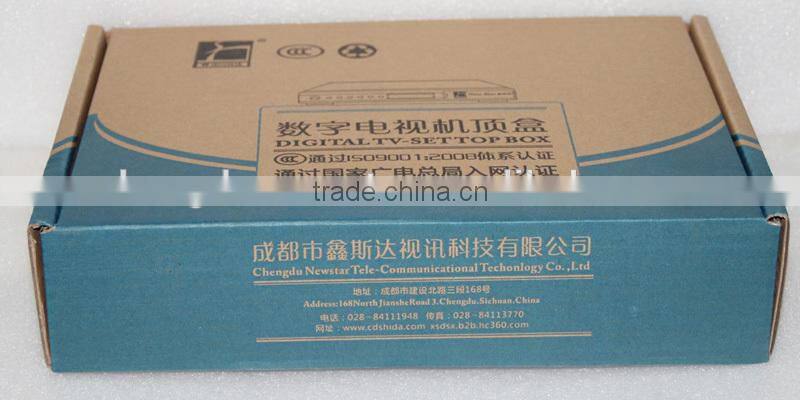 数字电视机顶盒
DIGITAL TV-SET TOP BOX
通过ISO9001:2008体系认证
通过国家广电总局入网认证
trade.china.cn
成都市鑫斯达视讯科技有限公司
Chengdu Newstar Tele-Communicational Techonlogy Co.,Ltd
地址:成都市建设北路三段168号
Address:168North Jianshe Road 3.Chengdu.Sichuan.China
电话:028-84111948 传真:028-84113770
网址:www.cdshida.com xsdsx.b2b.hc360.com